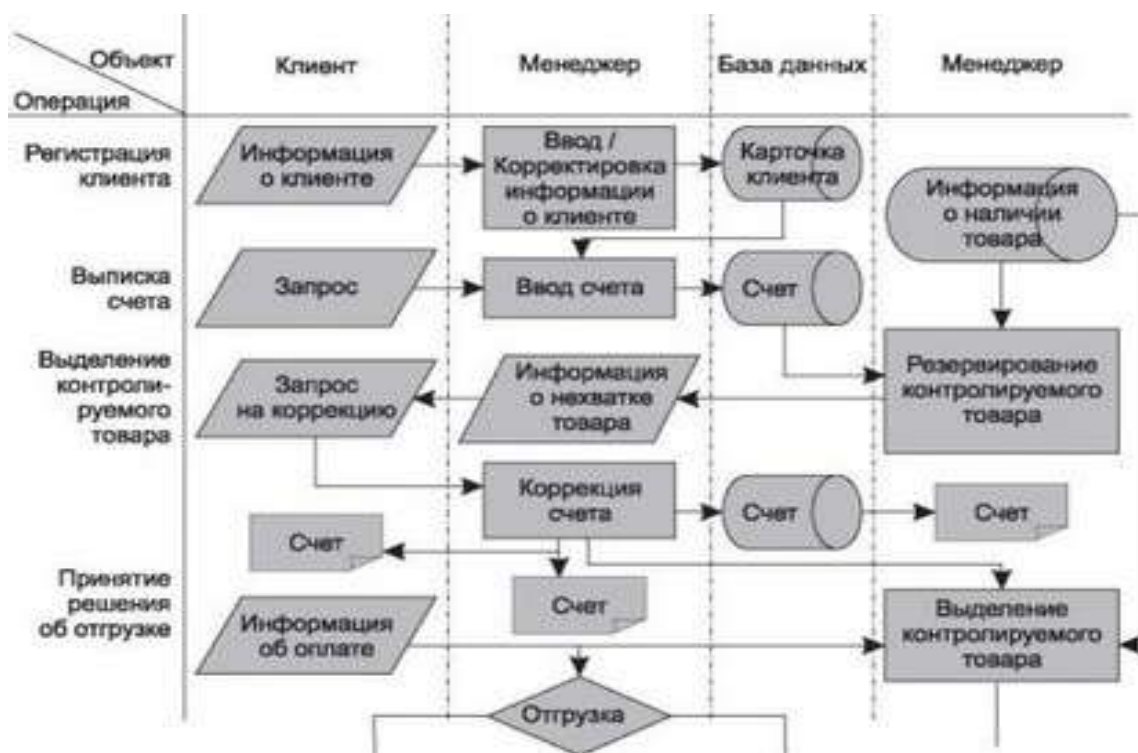 Объект
Операция
Клиент
Менеджер
База данных
Менеджер
Регистрация
клиента
Информация
о клиенте
Ввод /
Корректировка
информации
о клиенте
Карточка
клиента
Информация
о наличии
товара
Выписка
счета
Запрос
Ввод счета
Счет
Выделение
контроли-
руемого
товара
Запрос
на коррекцию
Информация
о нехватке
товара
Резервирование
контролируемого
товара
Коррекция
счета
Счет
Счет
Счет
Счет
Принятие
решения
об отгрузке
Информация
об оплате
Выделение
контролируемого
товара
Отгрузка